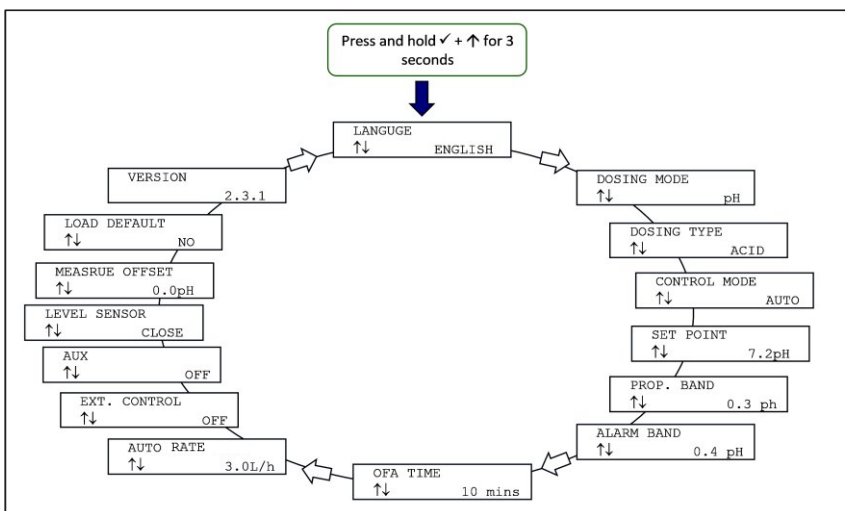 Press and hold ✓ + ↑ for 3
seconds
LANGUGE
↑↓ ENGLISH
DOSING MODE
↑↓ pH
DOSING TYPE
↑↓ ACID
CONTROL MODE
↑↓ AUTO
SET POINT
↑↓ 7.2pH
PROP. BAND
↑↓ 0.3 ph
ALARM BAND
↑↓ 0.4 pH
OFA TIME
↑↓ 10 mins
AUTO RATE
↑↓ 3.0L/h
EXT. CONTROL
↑↓ OFF
AUX
↑↓ OFF
LEVEL SENSOR
↑↓ CLOSE
MEASRUE OFFSET
↑↓ 0.0pH
LOAD DEFAULT
↑↓ NO
VERSION
2.3.1